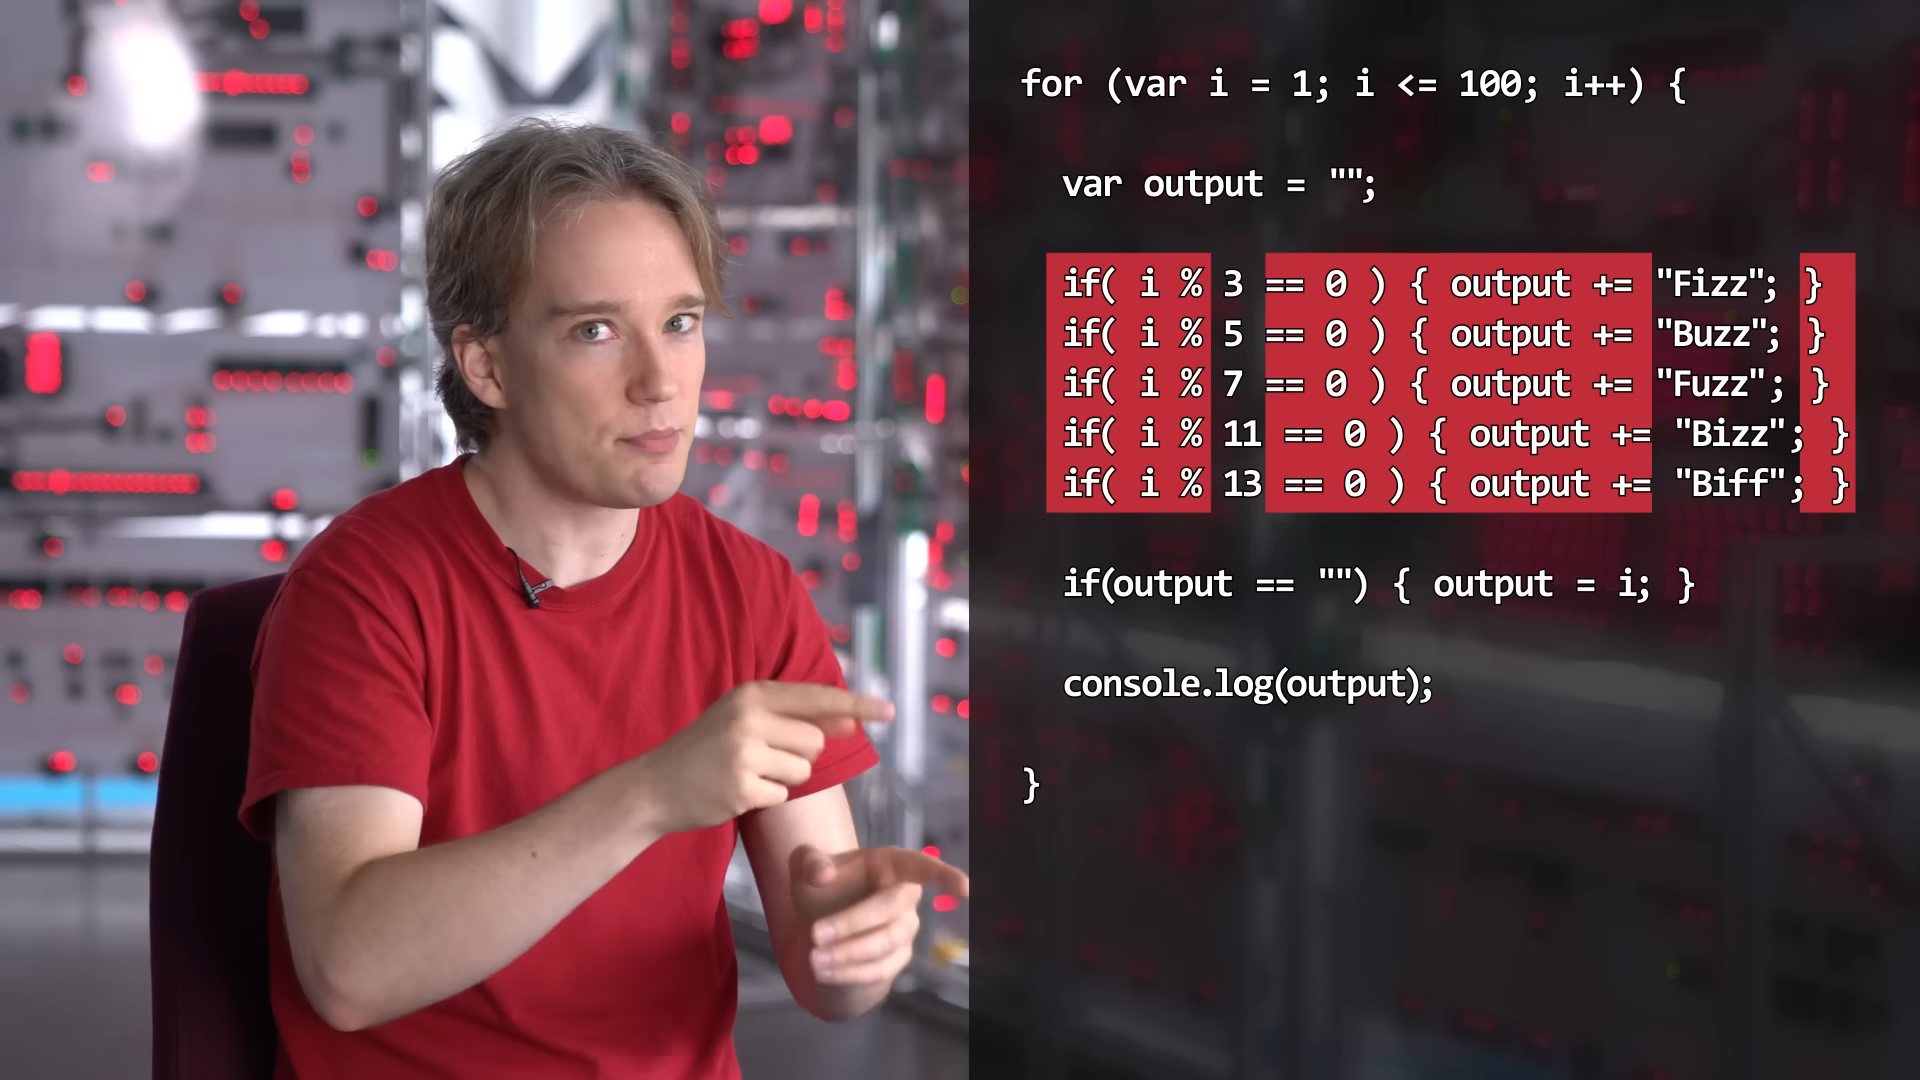 for (var i = 1; i <= 100; i++) {
var output = "";
if( i % 3 == 0 ) { output += "Fizz"; }
if( i % 5 == 0 ) { output += "Buzz"; }
if( i % 7 == 0 ) { output += "Fuzz"; }
if( i % 11 == 0 ) { output += "Bizz"; }
if( i % 13 == 0 ) { output += "Biff"; }
if(output == "") { output = i; }
console.log(output);
}